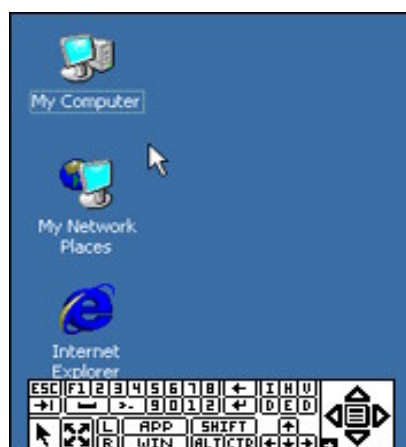 My Computer
My Network
Places
Internet
Explorer
ESC F1 2 3 4 5 6 7 8 ← I H U
→I >. 9 0 1 2 ↵ D E D
L APP SHIFT ↑
R WIN ALT CTR ← ↓ →